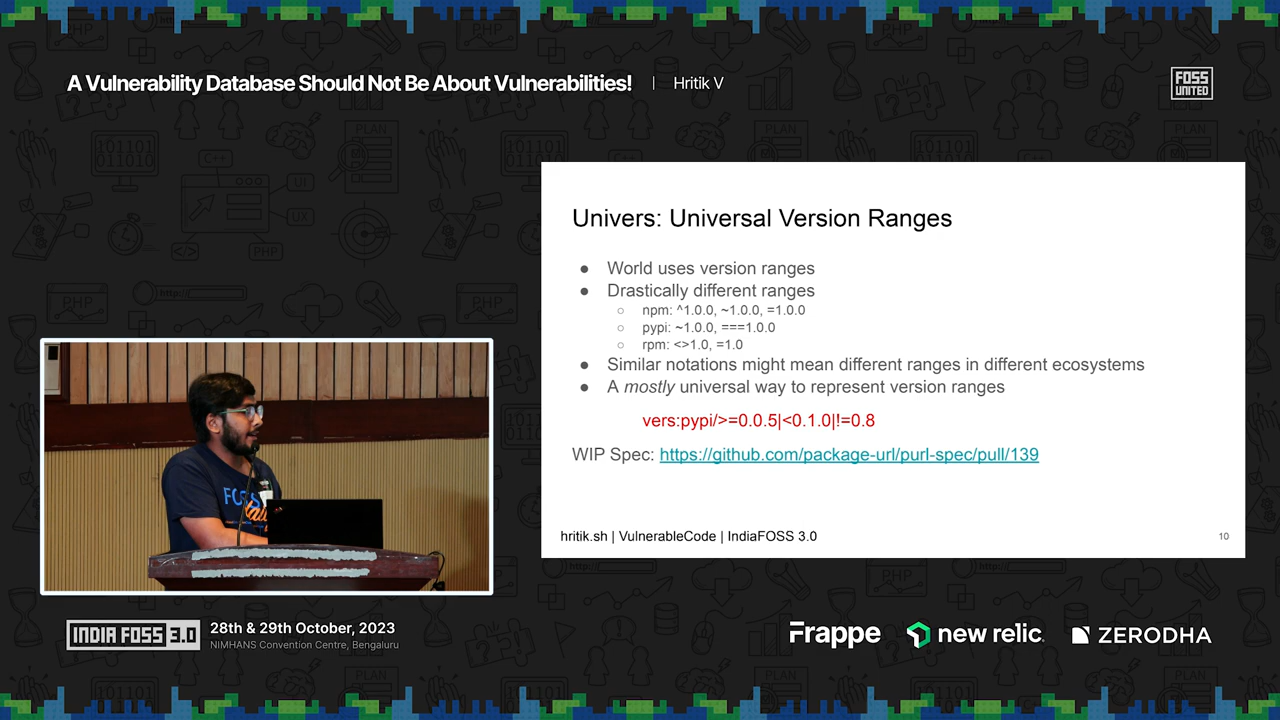 A Vulnerability Database Should Not Be About Vulnerabilities! | Hritik V
FOSS
UNITED
Univers: Universal Version Ranges
● World uses version ranges
● Drastically different ranges
○ npm: ^1.0.0, ~1.0.0, =1.0.0
○ pypi: ~1.0.0, ===1.0.0
○ rpm: <>1.0, =1.0
● Similar notations might mean different ranges in different ecosystems
● A mostly universal way to represent version ranges
vers:pypi/>=0.0.5|<0.1.0|!=0.8
WIP Spec: https://github.com/package-url/purl-spec/pull/139
hritik.sh | VulnerableCode | IndiaFOSS 3.0
10
INDIA FOSS 3.0
28th & 29th October, 2023
NIMHANS Convention Centre, Bengaluru
Frappe
new relic
ZERODHA